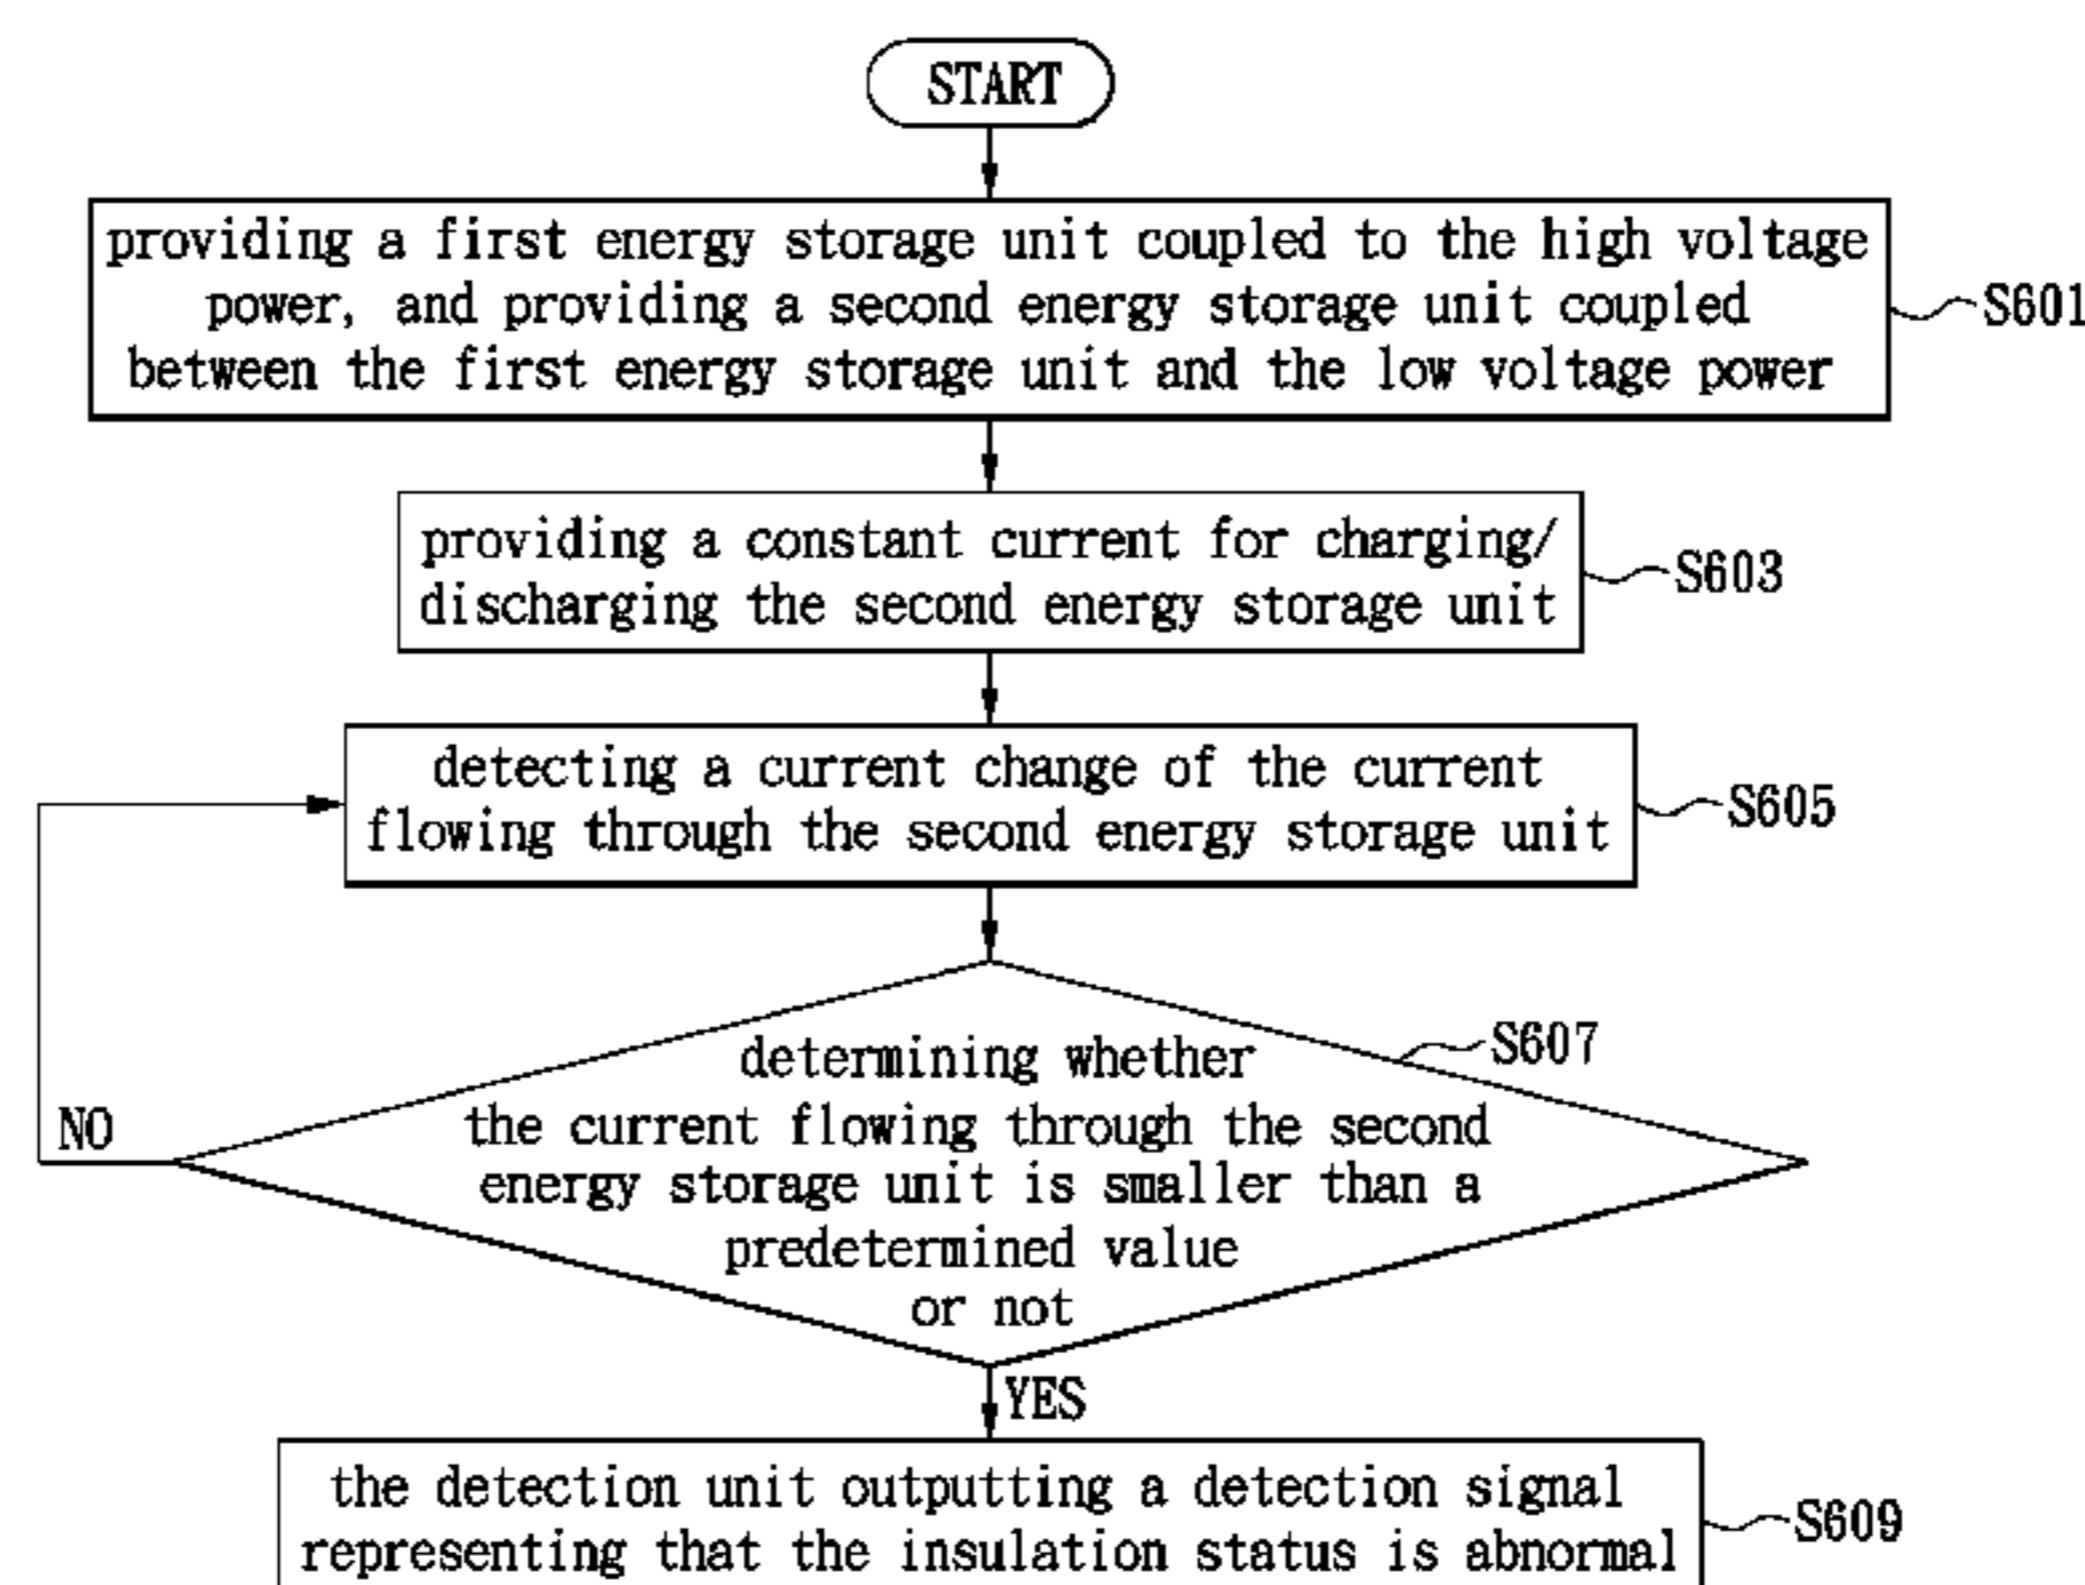 START
providing a first energy storage unit coupled to the high voltage
power, and providing a second energy storage unit coupled
between the first energy storage unit and the low voltage power
S601
providing a constant current for charging/
discharging the second energy storage unit
S603
detecting a current change of the current
flowing through the second energy storage unit
S605
determining whether
the current flowing through the second
energy storage unit is smaller than a
predetermined value
or not
S607
NO
YES
the detection unit outputting a detection signal
representing that the insulation status is abnormal
S609